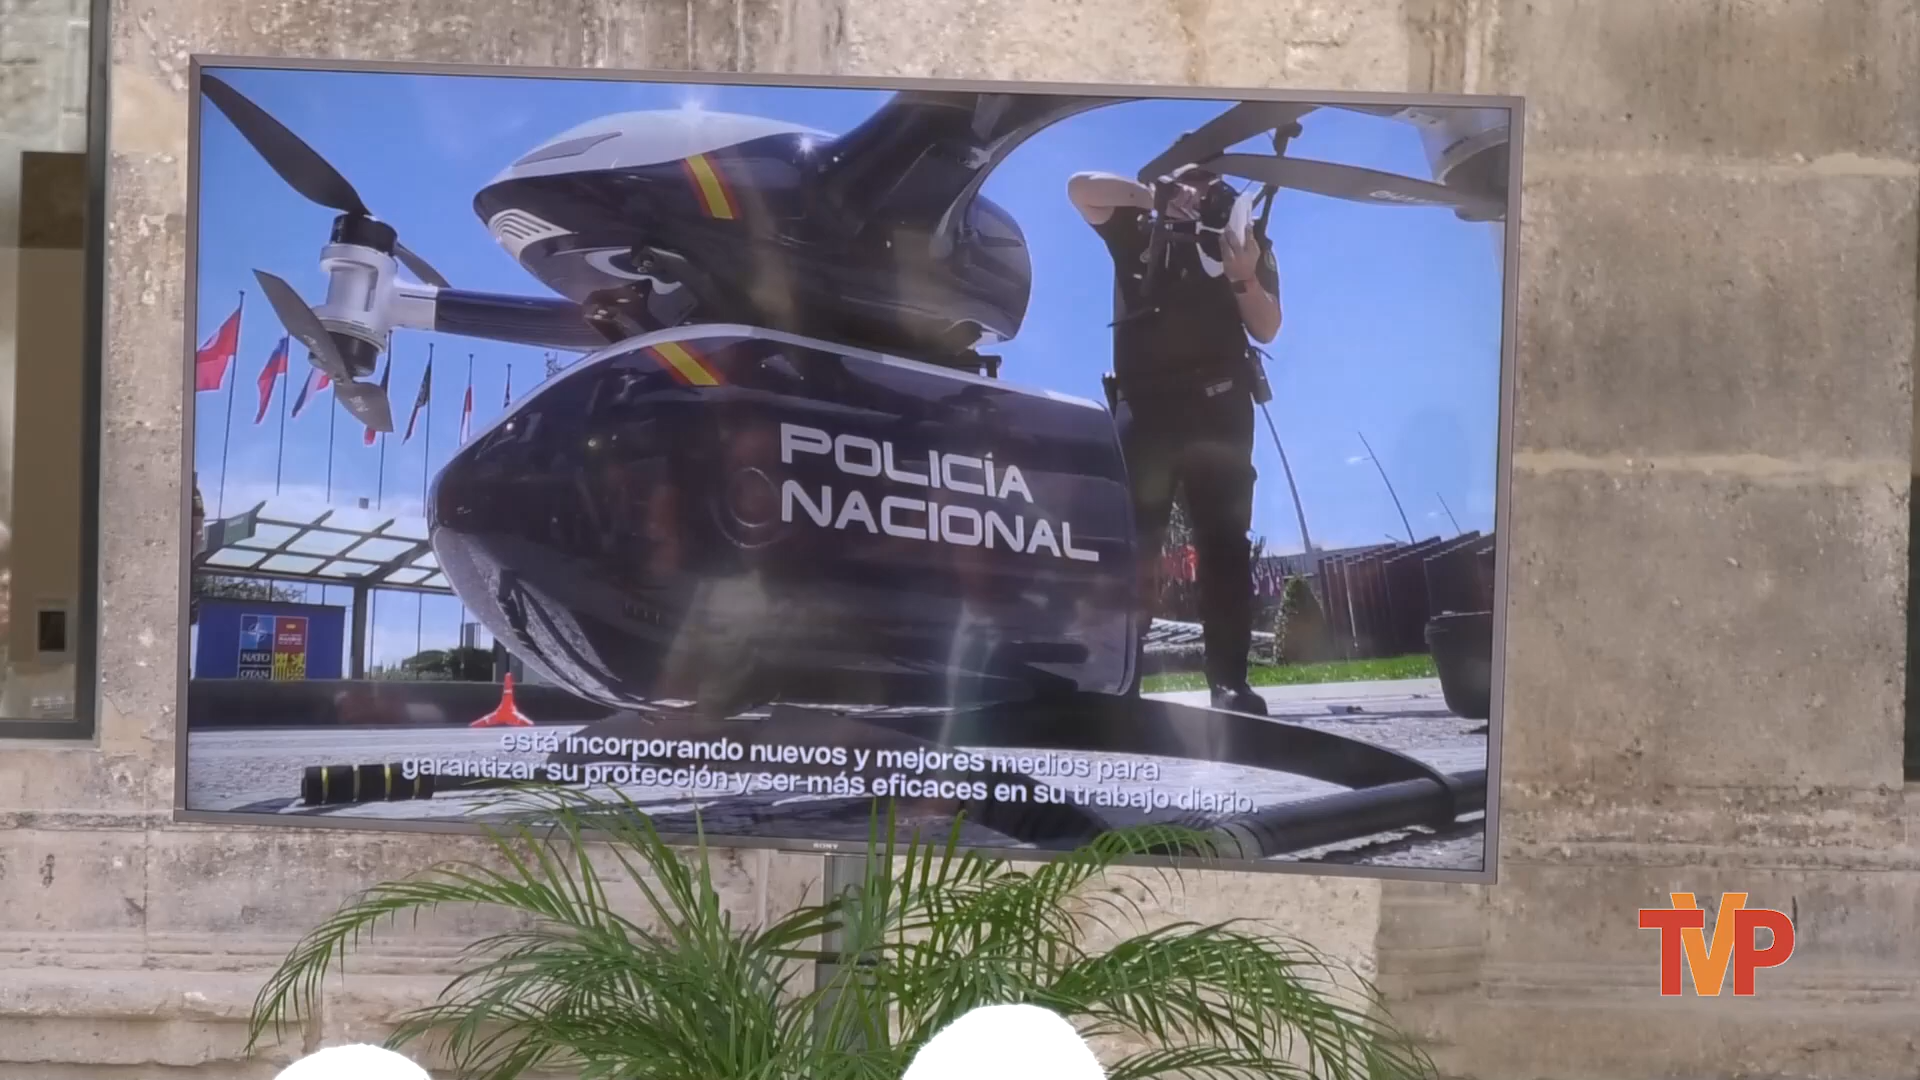 POLICÍA
NACIONAL
NATO
OTAN
está incorporando nuevos y mejores medios para
garantizar su protección y ser más eficaces en su trabajo diario.
SONY
TVP